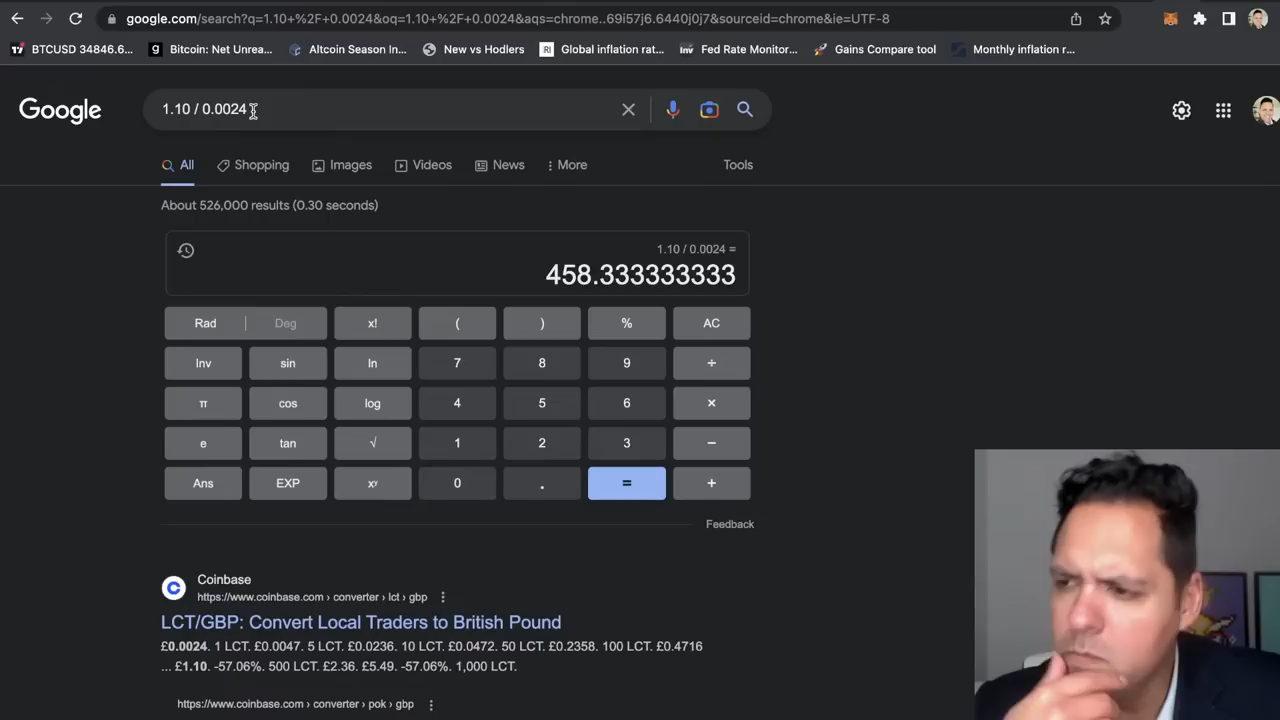 google.com/search?q=1.10+%2F+0.0024&oq=1.10+%2F+0.0024&aqs=chrome..69i57j6.6440j0j7&sourceid=chrome&ie=UTF-8
BTCUSD 34846.6... Bitcoin: Net Unrea... Altcoin Season In... New vs Hodlers RI Global inflation rat... Inv Fed Rate Monitor... Gains Compare tool Monthly inflation r...
Google
1.10 / 0.0024
All Shopping Images Videos News More Tools
About 526,000 results (0.30 seconds)
1.10 / 0.0024 =
458.333333333
Rad Deg x! ( ) % AC
Inv sin ln 7 8 9 ÷
π cos log 4 5 6 ×
e tan √ 1 2 3 −
Ans EXP xʸ 0 . = +
Feedback
Coinbase
https://www.coinbase.com › converter › lct › gbp
LCT/GBP: Convert Local Traders to British Pound
£0.0024. 1 LCT. £0.0047. 5 LCT. £0.0236. 10 LCT. £0.0472. 50 LCT. £0.2358. 100 LCT. £0.4716
... £1.10. -57.06%. 500 LCT. £2.36. £5.49. -57.06%. 1,000 LCT.
https://www.coinbase.com › converter › pok › gbp